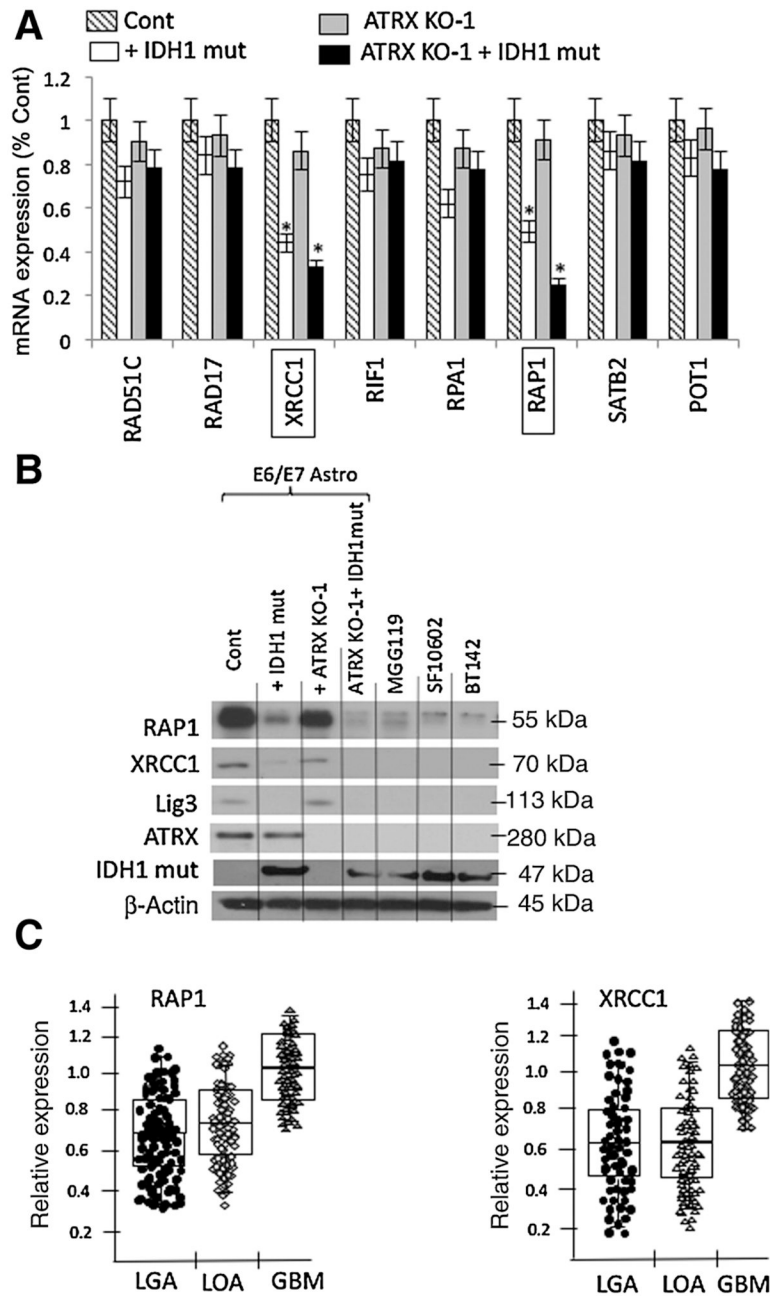 A
Cont
ATRX KO-1
+ IDH1 mut
ATRX KO-1 + IDH1 mut
mRNA expression (% Cont)
1.2
1
0.8
0.6
0.4
0.2
0
*
*
*
*
RAD51C
RAD17
XRCC1
RIF1
RPA1
RAP1
SATB2
POT1
B
E6/E7 Astro
Cont
+ IDH1 mut
+ ATRX KO-1
ATRX KO-1+ IDH1mut
MGG119
SF10602
BT142
RAP1
55 kDa
XRCC1
70 kDa
Lig3
113 kDa
ATRX
280 kDa
IDH1 mut
47 kDa
β-Actin
45 kDa
C
RAP1
Relative expression
1.4
1.2
1.0
0.8
0.6
0.4
0.2
LGA
LOA
GBM
XRCC1
Relative expression
1.4
1.2
1.0
0.8
0.6
0.4
0.2
LGA
LOA
GBM